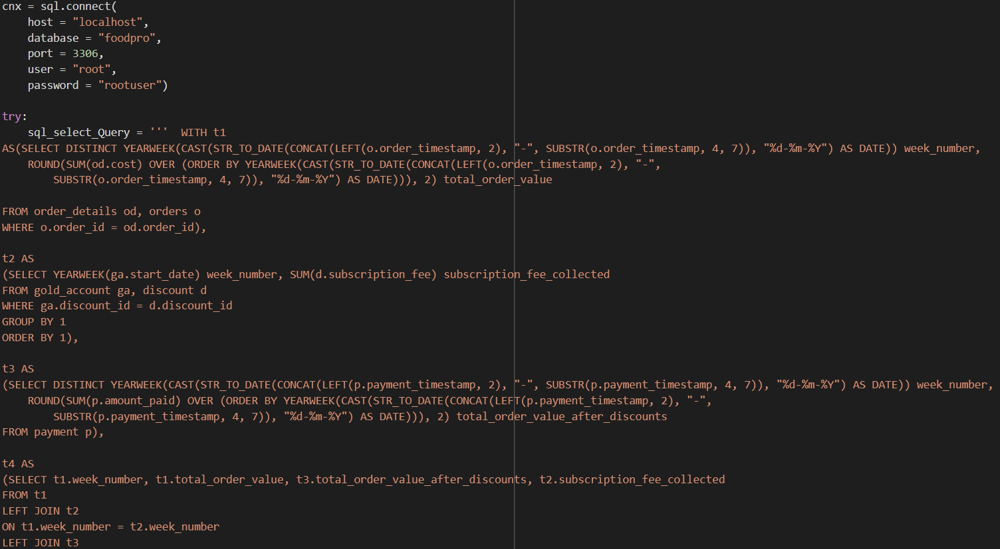 cnx = sql.connect(
    host = "localhost",
    database = "foodpro",
    port = 3306,
    user = "root",
    password = "rootuser")
try:
    sql_select_Query = '''  WITH t1
AS(SELECT DISTINCT YEARWEEK(CAST(STR_TO_DATE(CONCAT(LEFT(o.order_timestamp, 2), "-", SUBSTR(o.order_timestamp, 4, 7)), "%d-%m-%Y") AS DATE)) week_number,
    ROUND(SUM(od.cost) OVER (ORDER BY YEARWEEK(CAST(STR_TO_DATE(CONCAT(LEFT(o.order_timestamp, 2), "-",
        SUBSTR(o.order_timestamp, 4, 7)), "%d-%m-%Y") AS DATE))), 2) total_order_value
FROM order_details od, orders o
WHERE o.order_id = od.order_id),
t2 AS
(SELECT YEARWEEK(ga.start_date) week_number, SUM(d.subscription_fee) subscription_fee_collected
FROM gold_account ga, discount d
WHERE ga.discount_id = d.discount_id
GROUP BY 1
ORDER BY 1),
t3 AS
(SELECT DISTINCT YEARWEEK(CAST(STR_TO_DATE(CONCAT(LEFT(p.payment_timestamp, 2), "-", SUBSTR(p.payment_timestamp, 4, 7)), "%d-%m-%Y") AS DATE)) week_number,
    ROUND(SUM(p.amount_paid) OVER (ORDER BY YEARWEEK(CAST(STR_TO_DATE(CONCAT(LEFT(p.payment_timestamp, 2), "-",
        SUBSTR(p.payment_timestamp, 4, 7)), "%d-%m-%Y") AS DATE))), 2) total_order_value_after_discounts
FROM payment p),
t4 AS
(SELECT t1.week_number, t1.total_order_value, t3.total_order_value_after_discounts, t2.subscription_fee_collected
FROM t1
LEFT JOIN t2
ON t1.week_number = t2.week_number
LEFT JOIN t3